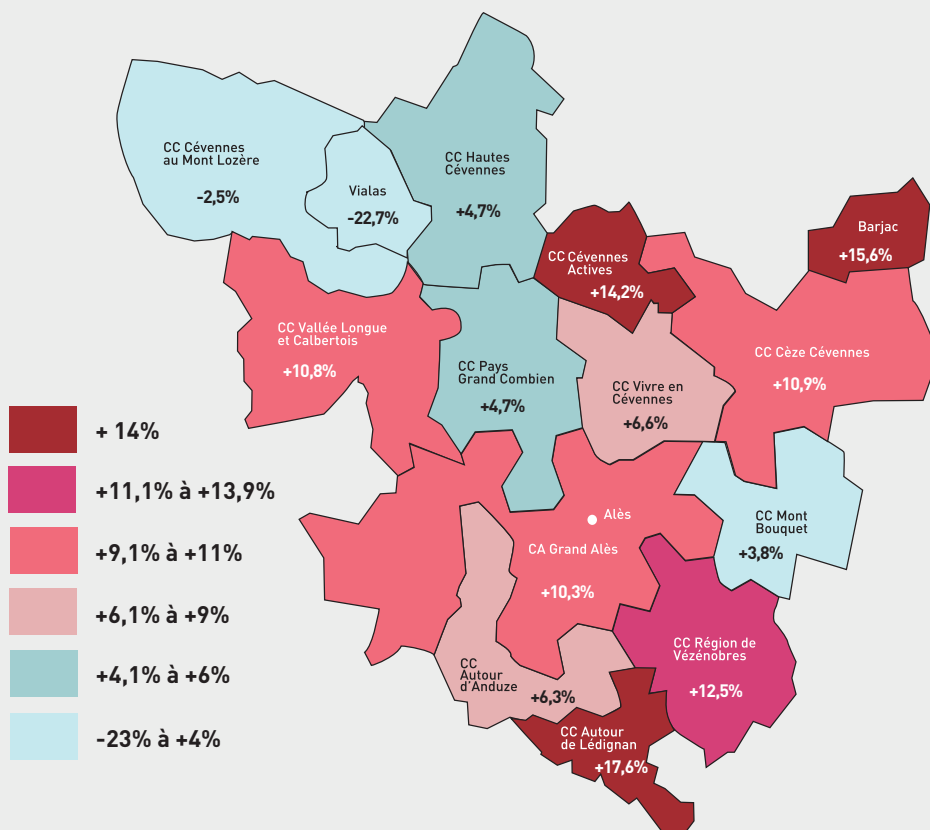 CC Cévennes
au Mont Lozère
-2,5%
Vialas
-22,7%
CC Hautes
Cévennes
+4,7%
CC Cévennes
Actives
+14,2%
Barjac
+15,6%
CC Vallée Longue
et Calbertois
+10,8%
CC Pays
Grand Combien
+4,7%
CC Vivre en
Cévennes
+6,6%
CC Cèze Cévennes
+10,9%
CC Mont
Bouquet
+3,8%
Alès
CA Grand Alès
+10,3%
CC Région de
Vézénobres
+12,5%
CC
Autour
d'Anduze
+6,3%
CC Autour
de Lédignan
+17,6%
+ 14%
+11,1% à +13,9%
+9,1% à +11%
+6,1% à +9%
+4,1% à +6%
-23% à +4%